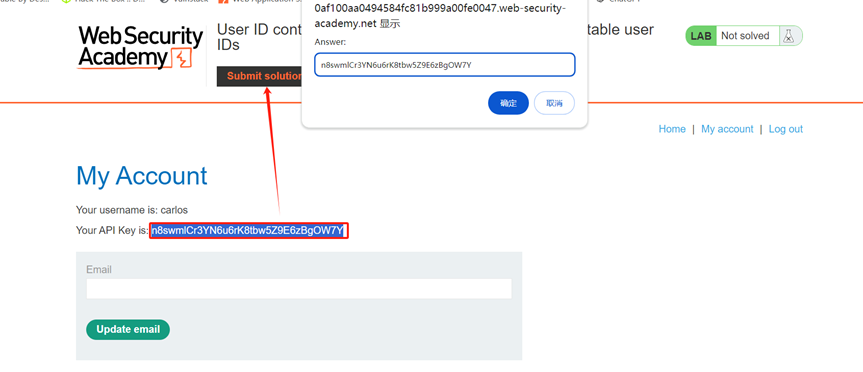 0af100aa0494584fc81b999a00fe0047.web-security-
academy.net 显示
Web Security
Academy
User ID cont
table user
IDs
LAB
Not solved
Submit solution
Answer:
n8swmlCr3YN6u6rK8tbw5Z9E6zBgOW7Y
确定
取消
Home | My account | Log out
My Account
Your username is: carlos
Your API Key is: n8swmlCr3YN6u6rK8tbw5Z9E6zBgOW7Y
Email
Update email